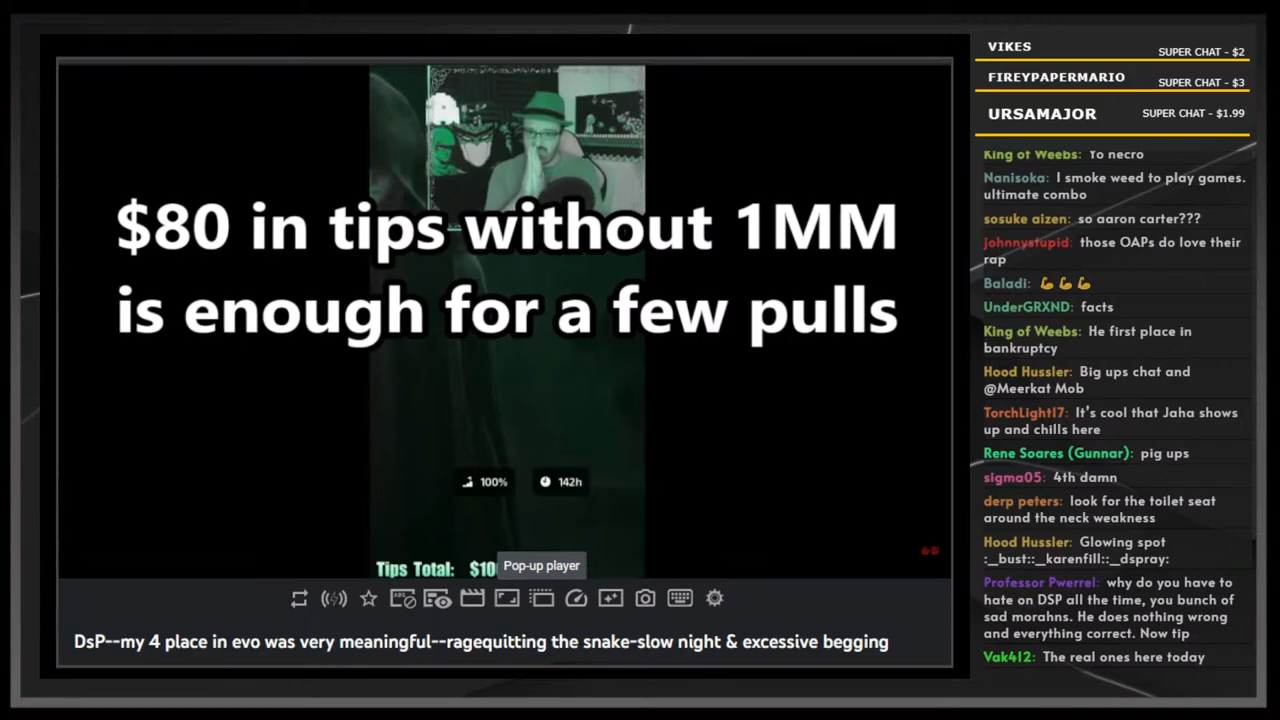 $80 in tips without 1MM
is enough for a few pulls
100%
142h
Tips Total: $10
Pop-up player
DsP--my 4 place in evo was very meaningful--ragequitting the snake-slow night & excessive begging
VIKES SUPER CHAT - $2
FIREYPAPERMARIO SUPER CHAT - $3
URSAMAJOR SUPER CHAT - $1.99
King of Weebs: Yo necro
Nanisoka: I smoke weed to play games.
ultimate combo
sosuke aizen: so aaron carter???
johnnystupid: those OAPs do love their
rap
Baladi: 💪💪💪
UnderGRXND: facts
King of Weebs: He first place in
bankruptcy
Hood Hussler: Big ups chat and
@Meerkat Mob
TorchLight17: It's cool that Jaha shows
up and chills here
Rene Soares (Gunnar): pig ups
sigma05: 4th damn
derp peters: look for the toilet seat
around the neck weakness
Hood Hussler: Glowing spot
:_bust::_karenfill::_dspray:
Professor Pwerrel: why do you have to
hate on DSP all the time, you bunch of
sad morahns. He does nothing wrong
and everything correct. Now tip
Vak412: The real ones here today